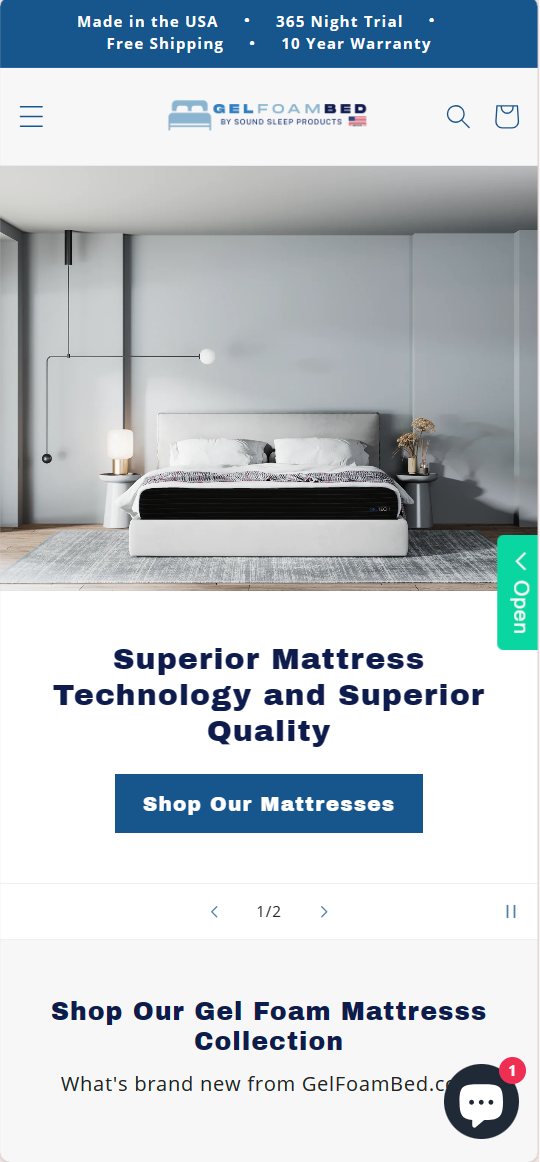 Made in the USA • 365 Night Trial •
Free Shipping • 10 Year Warranty
GELFOAMBED
BY SOUND SLEEP PRODUCTS
Open
Superior Mattress
Technology and Superior
Quality
Shop Our Mattresses
1/2
Shop Our Gel Foam Mattresss
Collection
What's brand new from GelFoamBed.c
1